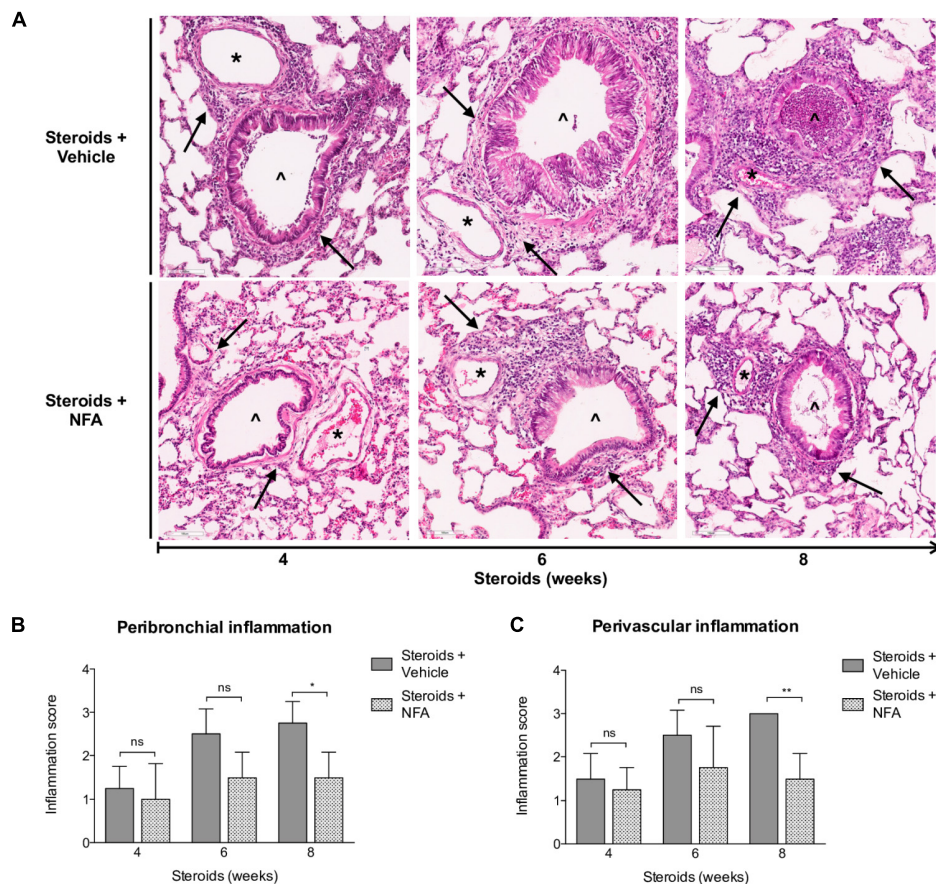 A
Steroids +
Vehicle
* ^
^ *
^ *
Steroids +
NFA
^ *
* ^
* ^
4 6 8
Steroids (weeks)
B
Peribronchial inflammation
Inflammation score
4
3
2
1
0
ns
ns
*
4 6 8
Steroids (weeks)
Steroids +
Vehicle
Steroids +
NFA
C
Perivascular inflammation
Inflammation score
4
3
2
1
0
ns
ns
**
4 6 8
Steroids (weeks)
Steroids +
Vehicle
Steroids +
NFA